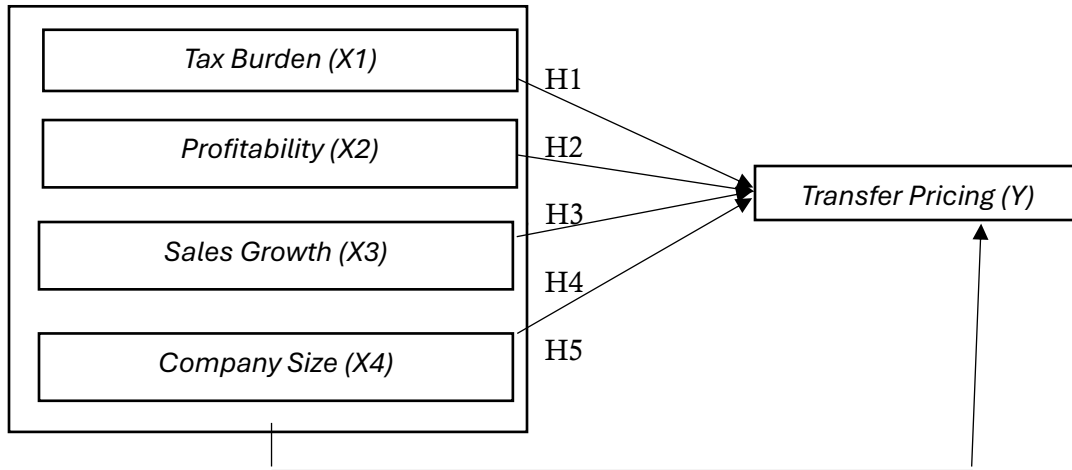 Tax Burden (X1)
H1
Profitability (X2)
H2
Transfer Pricing (Y)
H3
Sales Growth (X3)
H4
H5
Company Size (X4)